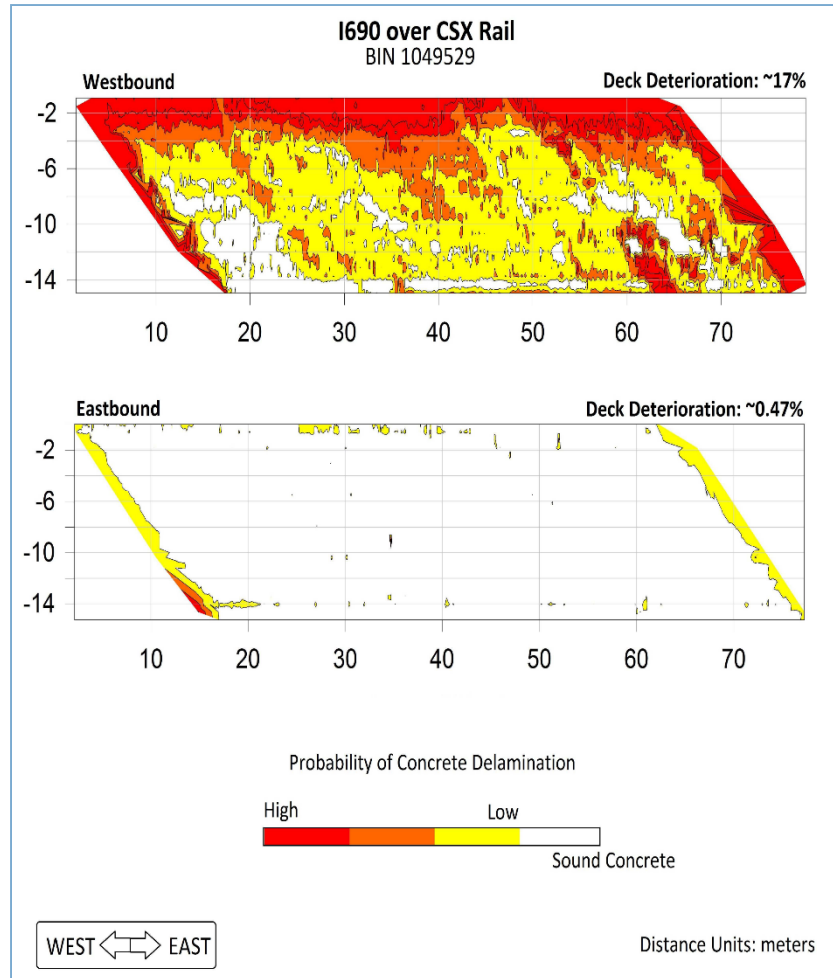 I690 over CSX Rail
BIN 1049529
Westbound Deck Deterioration: ~17%
-2
-6
-10
-14
10 20 30 40 50 60 70
Eastbound Deck Deterioration: ~0.47%
-2
-6
-10
-14
10 20 30 40 50 60 70
Probability of Concrete Delamination
High Low
Sound Concrete
WEST EAST Distance Units: meters